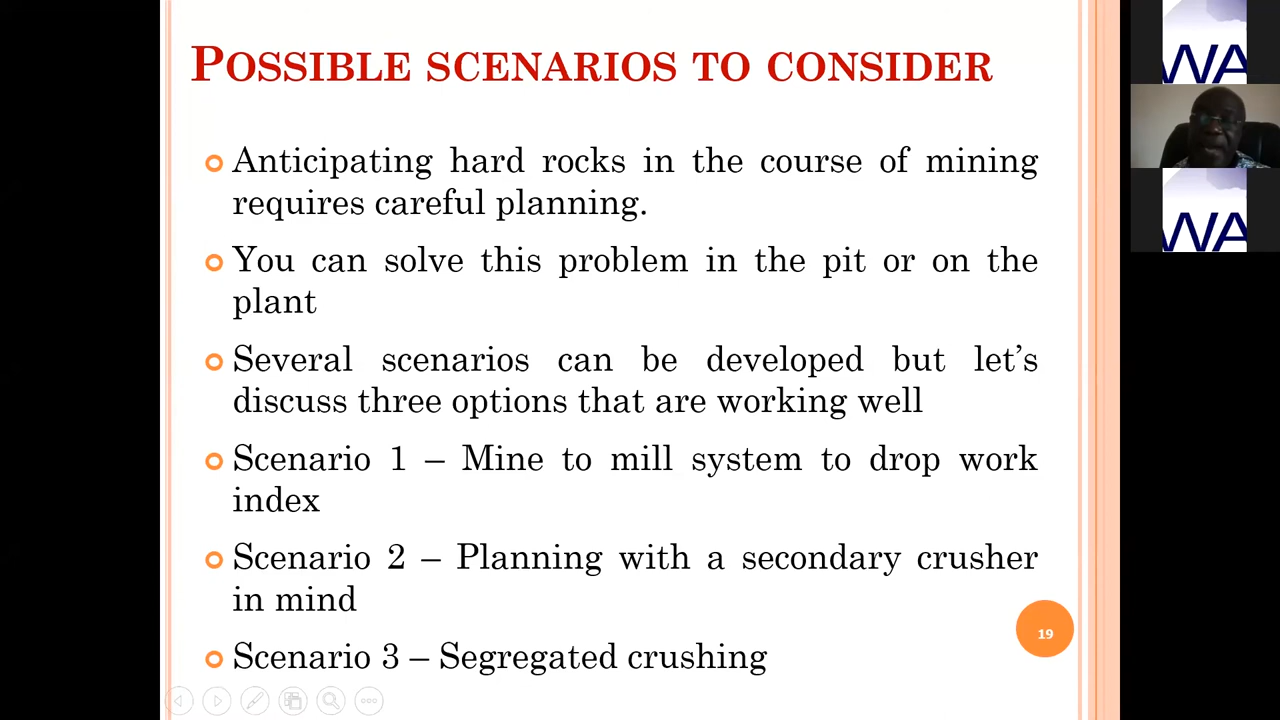 POSSIBLE SCENARIOS TO CONSIDER
Anticipating hard rocks in the course of mining
requires careful planning.
You can solve this problem in the pit or on the
plant
Several scenarios can be developed but let's
discuss three options that are working well
Scenario 1 – Mine to mill system to drop work
index
Scenario 2 – Planning with a secondary crusher
in mind
Scenario 3 – Segregated crushing
19
WA
WA